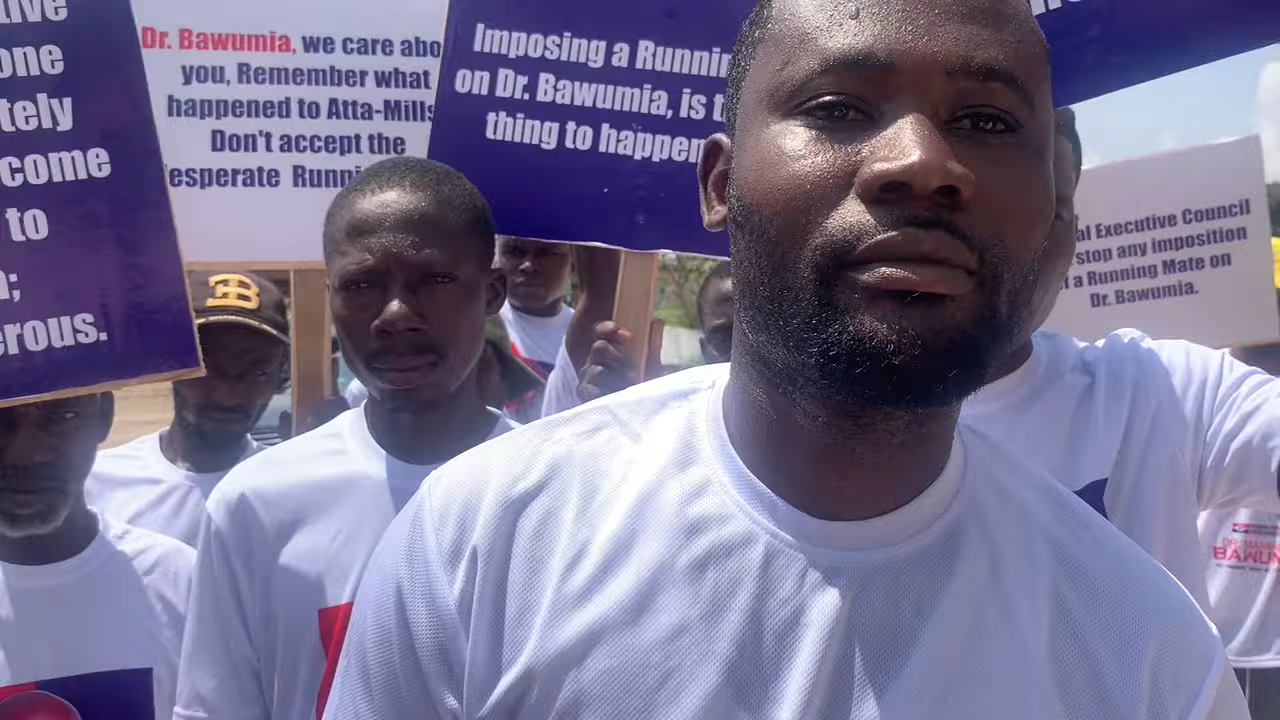 one
tely
come
to
erous.
Dr. Bawumia, we care abo
you, Remember what
happened to Atta-Mills
Don't accept the
esperate Runni
Imposing a Runnin
on Dr. Bawumia, is t
thing to happen
al Executive Council
stop any imposition
a Running Mate on
Dr. Bawumia.
B
BAWUM